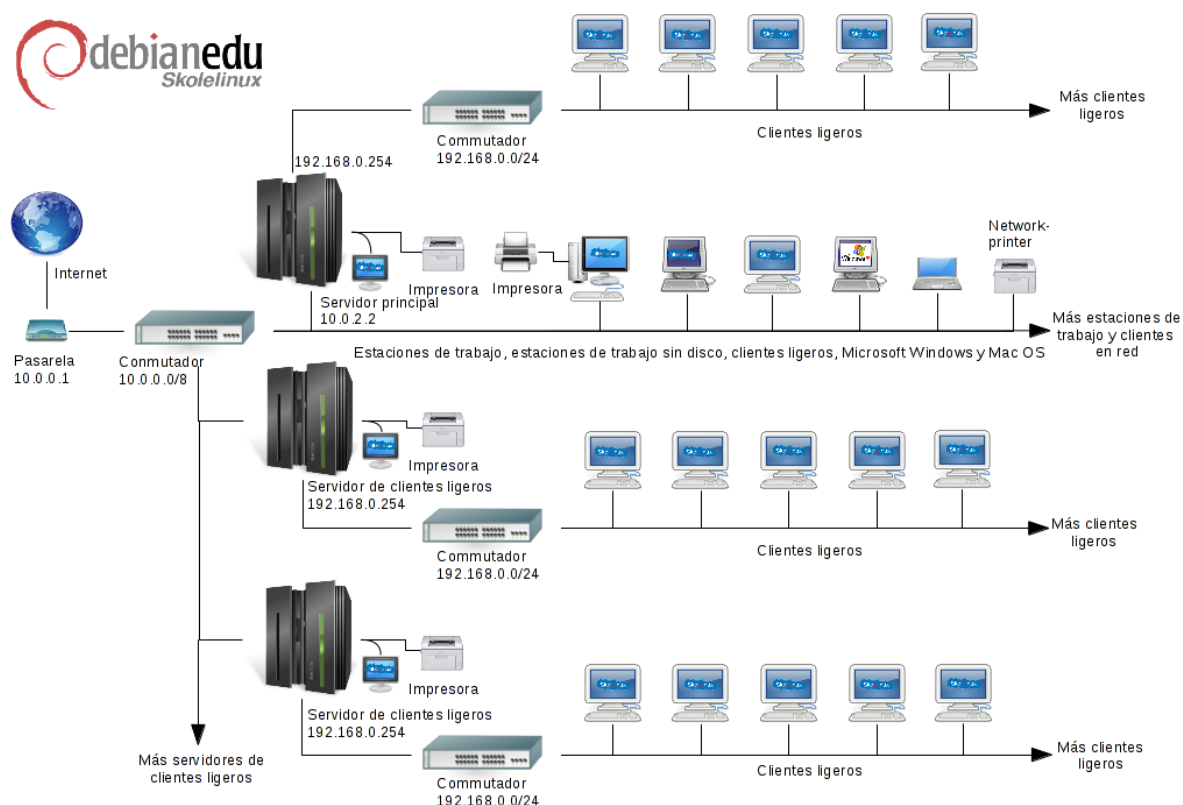 debianedu
Skolelinux
Commutador
192.168.0.0/24
Clientes ligeros
Más clientes
ligeros
192.168.0.254
Internet
Pasarela
10.0.0.1
Commutador
10.0.0.0/8
Servidor principal
10.0.2.2
Impresora
Impresora
Windows
Network-
printer
Más estaciones de
trabajo y clientes
en red
Estaciones de trabajo, estaciones de trabajo sin disco, clientes ligeros, Microsoft Windows y Mac OS
Impresora
Servidor de clientes ligeros
192.168.0.254
Commutador
192.168.0.0/24
Clientes ligeros
Más clientes
ligeros
Impresora
Servidor de clientes ligeros
192.168.0.254
Commutador
192.168.0.0/24
Clientes ligeros
Más clientes
ligeros
Más servidores de
clientes ligeros